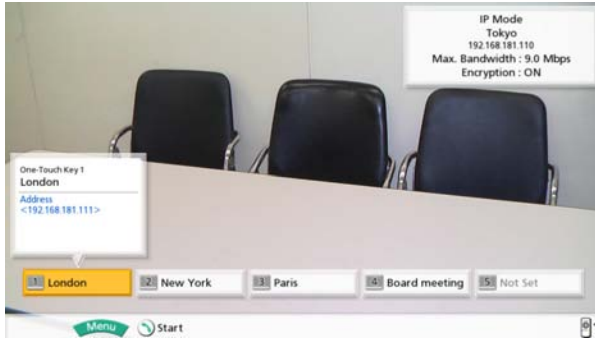 IP Mode
Tokyo
192.168.181.110
Max. Bandwidth : 9.0 Mbps
Encryption : ON
One-Touch Key 1
London
Address
<192.168.181.111>
1 London
2 New York
3 Paris
4 Board meeting
5 Not Set
Menu Start